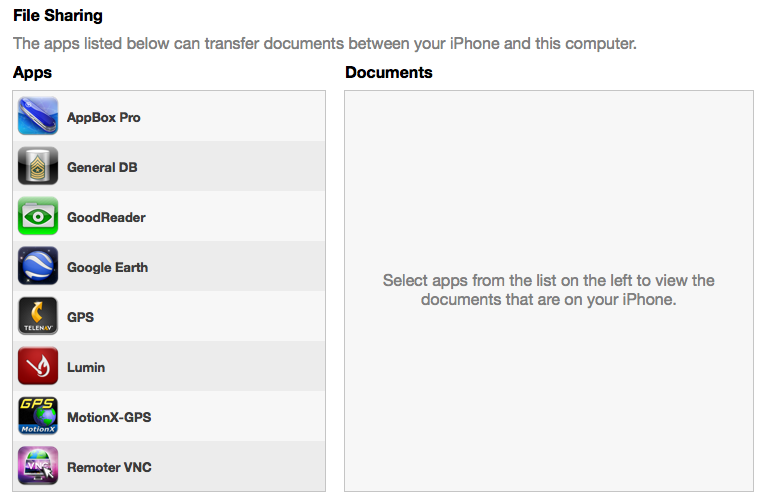 File Sharing
The apps listed below can transfer documents between your iPhone and this computer.
Apps
Documents
AppBox Pro
General DB
GoodReader
Google Earth
TELENAV
GPS
Lumin
GPS
MotionX
MotionX-GPS
VNC
Remoter VNC
Select apps from the list on the left to view the
documents that are on your iPhone.